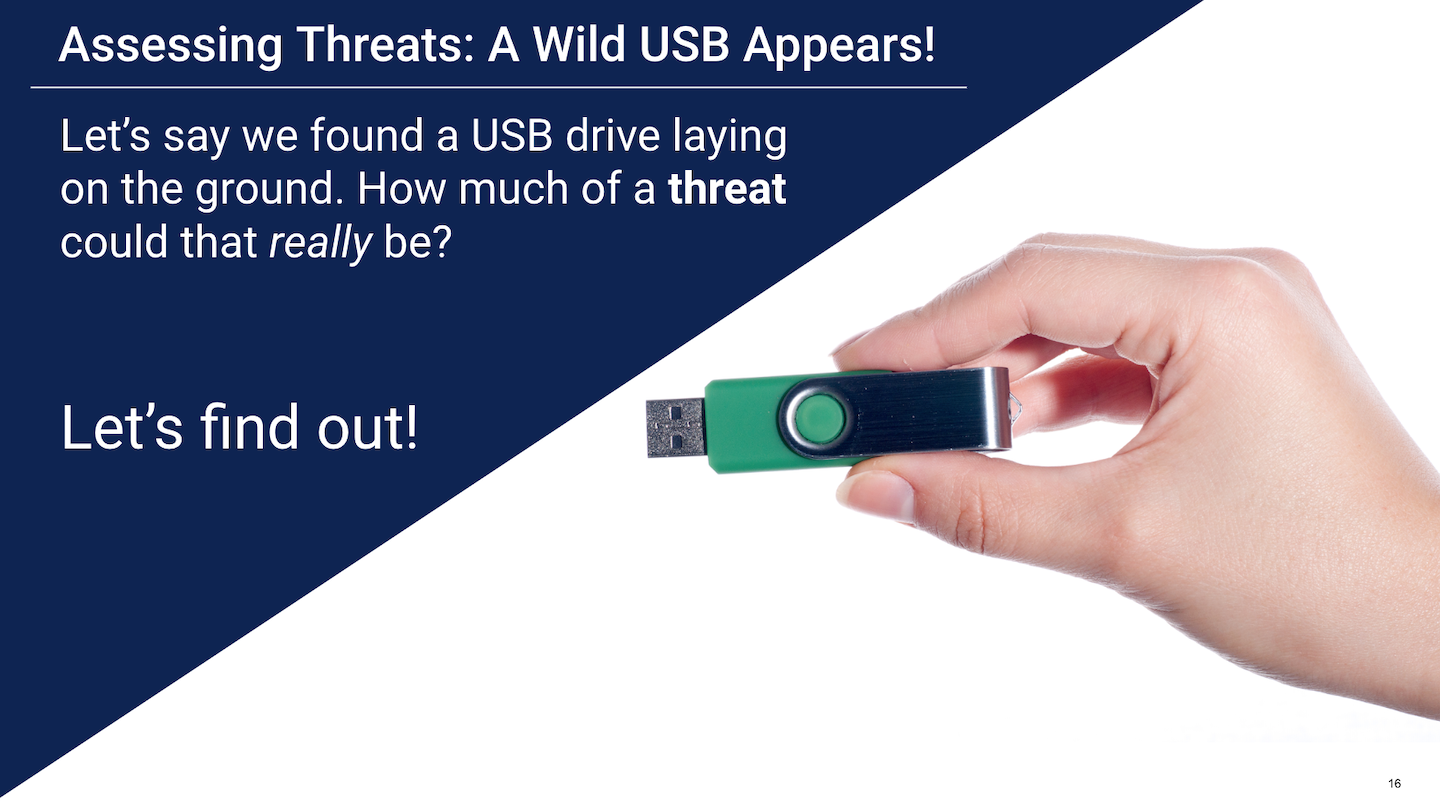 Assessing Threats: A Wild USB Appears!
Let’s say we found a USB drive laying
on the ground. How much of a threat
could that really be?
Let’s find out!
16